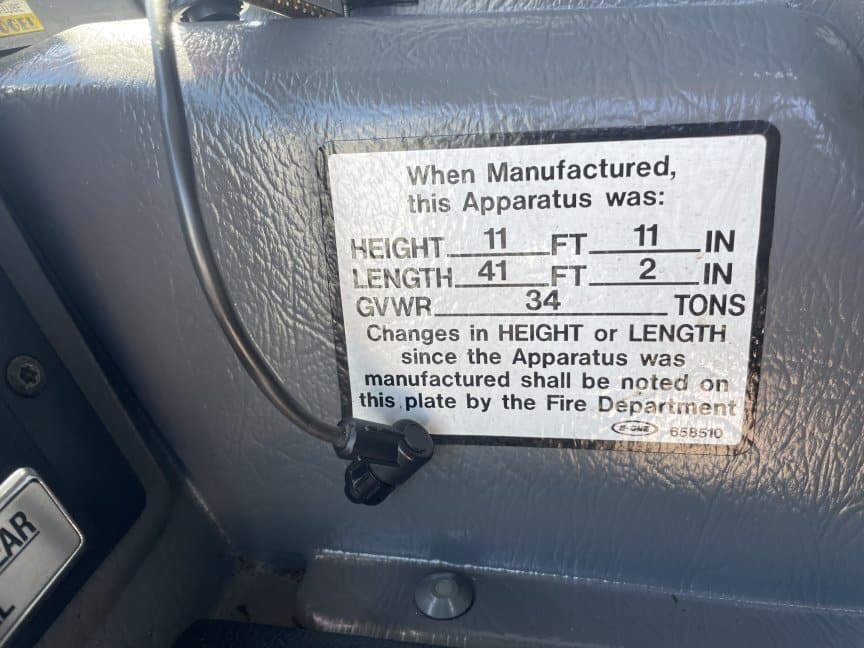 When Manufactured,
this Apparatus was:
HEIGHT 11 FT 11 IN
LENGTH 41 FT 2 IN
GVWR 34 TONS
Changes in HEIGHT or LENGTH
since the Apparatus was
manufactured shall be noted on
this plate by the Fire Department
E-ONE 658510
AR